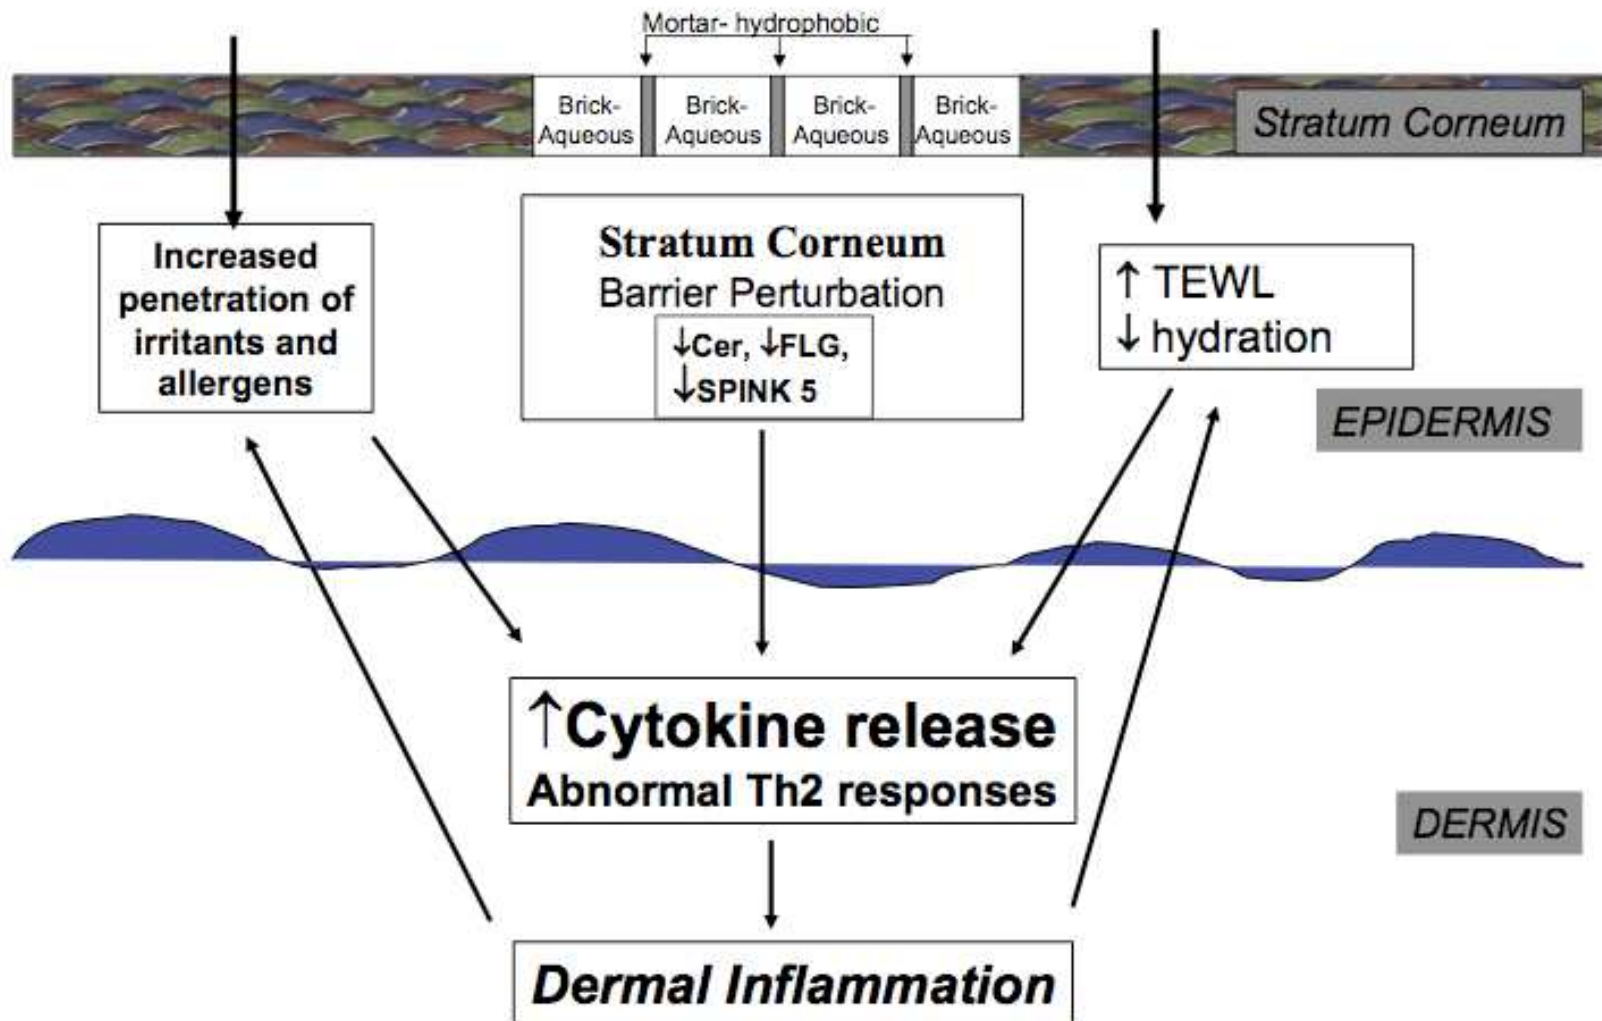 Mortar- hydrophobic
Brick-
Aqueous
Brick-
Aqueous
Brick-
Aqueous
Brick-
Aqueous
Stratum Corneum
Increased
penetration of
irritants and
allergens
Stratum Corneum
Barrier Perturbation
↓Cer, ↓FLG,
↓SPINK 5
↑ TEWL
↓ hydration
EPIDERMIS
↑Cytokine release
Abnormal Th2 responses
DERMIS
Dermal Inflammation